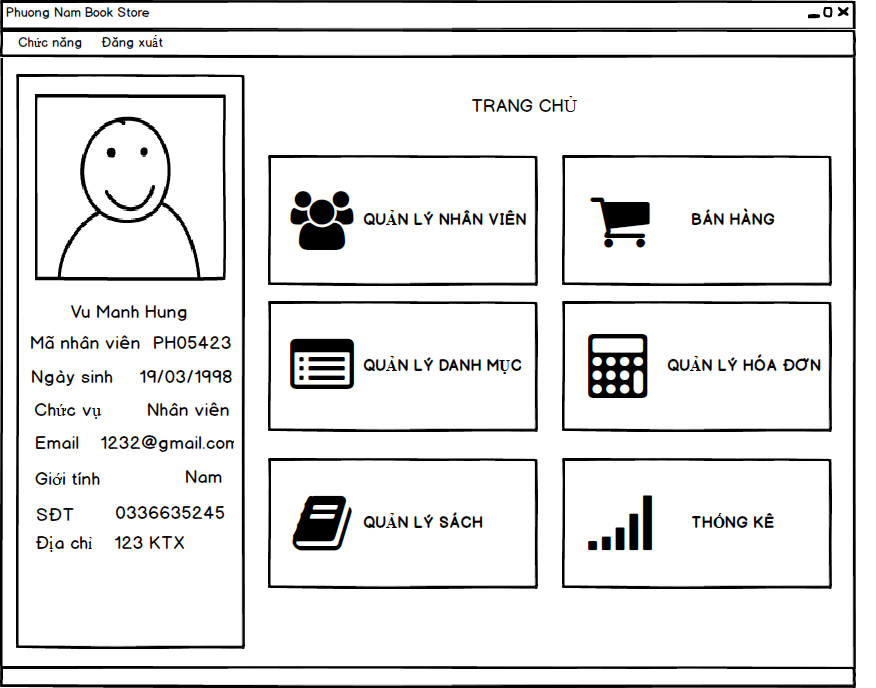 Phuong Nam Book Store
Chức năng Đăng xuất
TRANG CHỦ
Vu Manh Hung
Mã nhân viên PH05423
Ngày sinh 19/03/1998
Chức vụ Nhân viên
Email 1232@gmail.com
Giới tính Nam
SĐT 0336635245
Địa chỉ 123 KTX
QUẢN LÝ NHÂN VIÊN
BÁN HÀNG
QUẢN LÝ DANH MỤC
QUẢN LÝ HÓA ĐƠN
QUẢN LÝ SÁCH
THỐNG KÊ